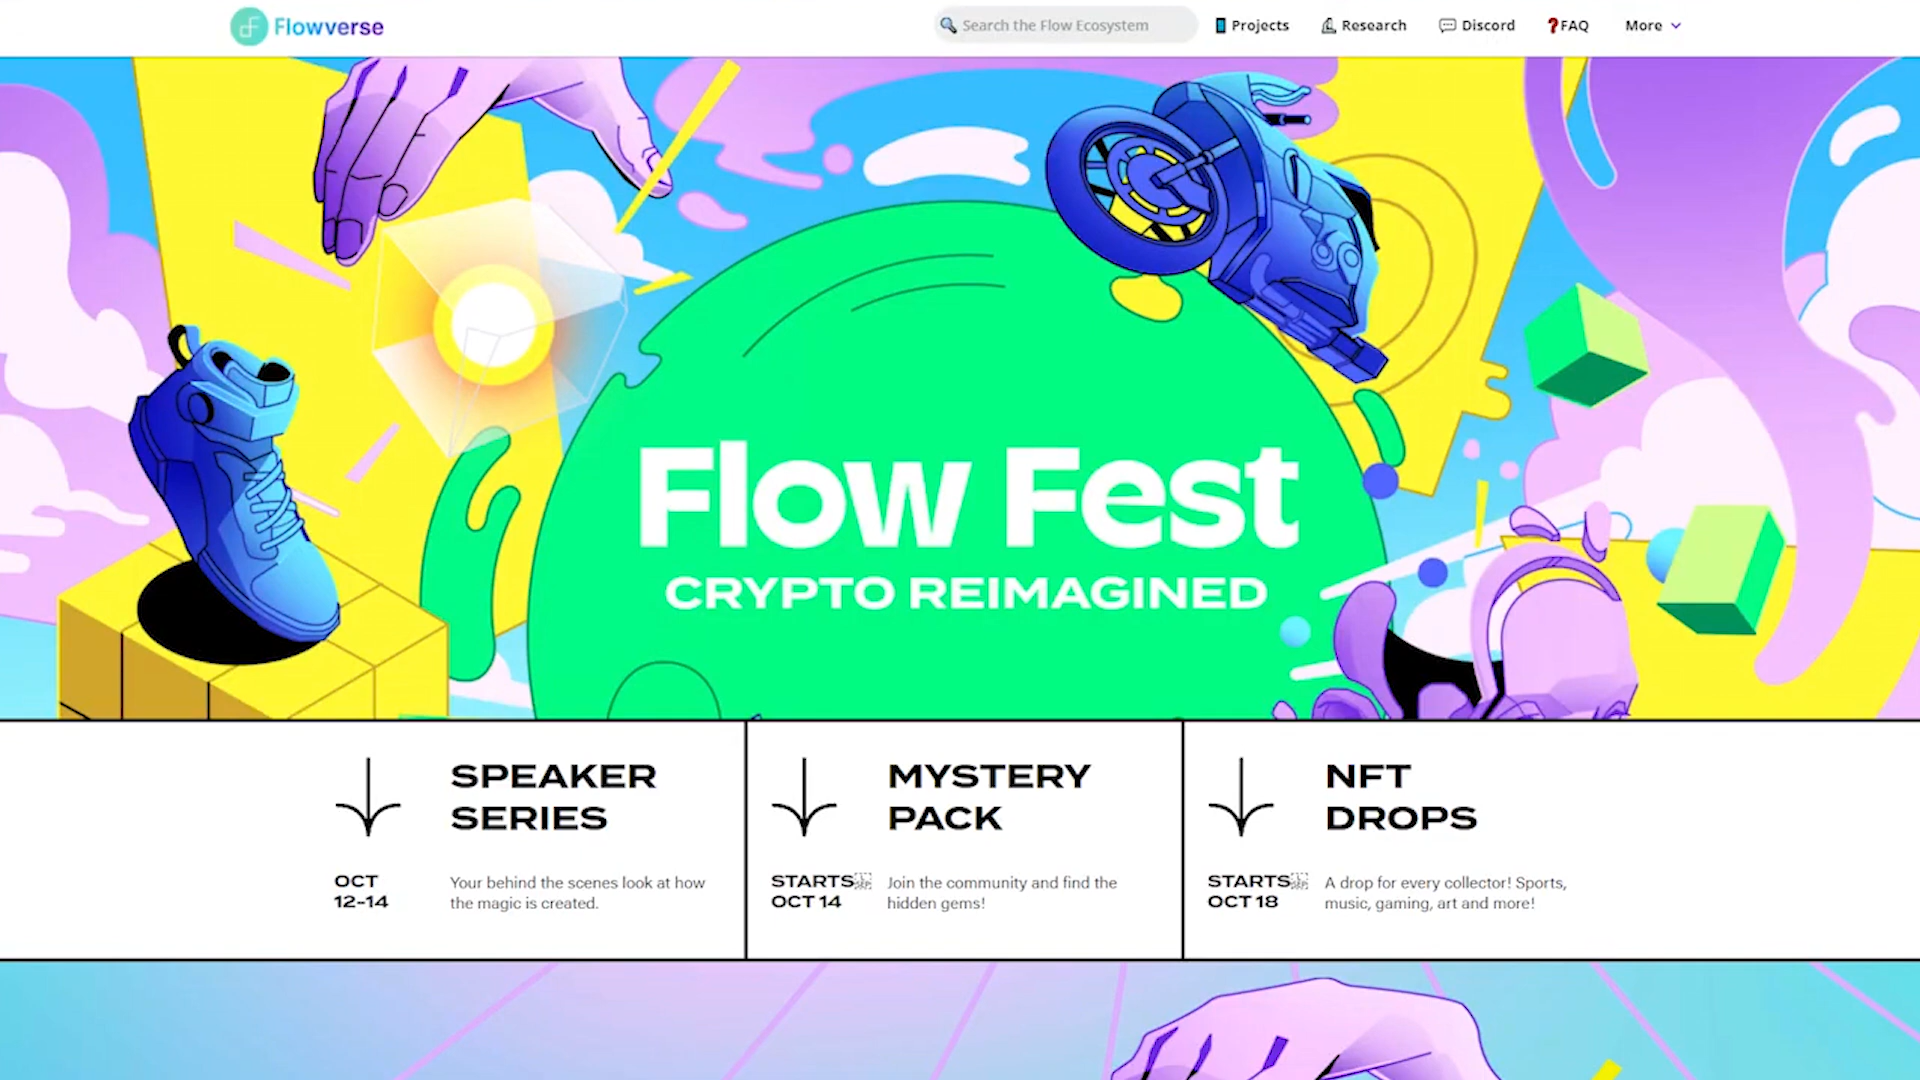 Flowverse
Search the Flow Ecosystem
Projects
Research
Discord
FAQ
More
Flow Fest
CRYPTO REIMAGINED
SPEAKER
SERIES
OCT
12-14
Your behind the scenes look at how
the magic is created.
MYSTERY
PACK
STARTS
OCT 14
Join the community and find the
hidden gems!
NFT
DROPS
STARTS
OCT 18
A drop for every collector! Sports,
music, gaming, art and more!